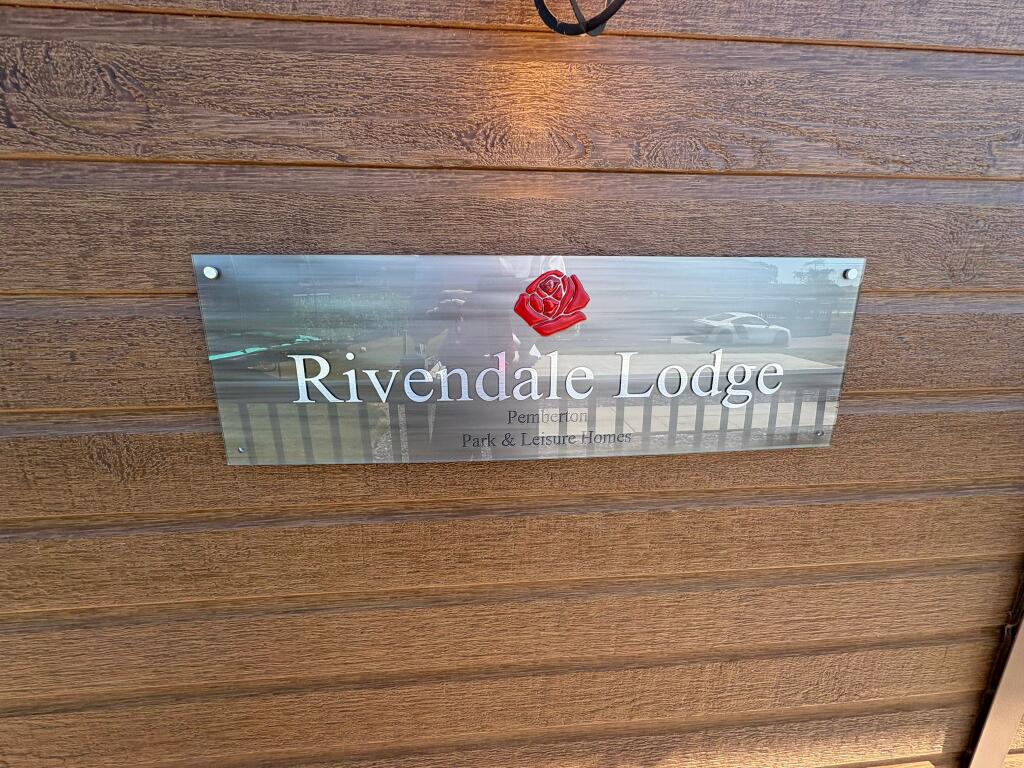 Rivendale Lodge
Pemberton
Park & Leisure Homes